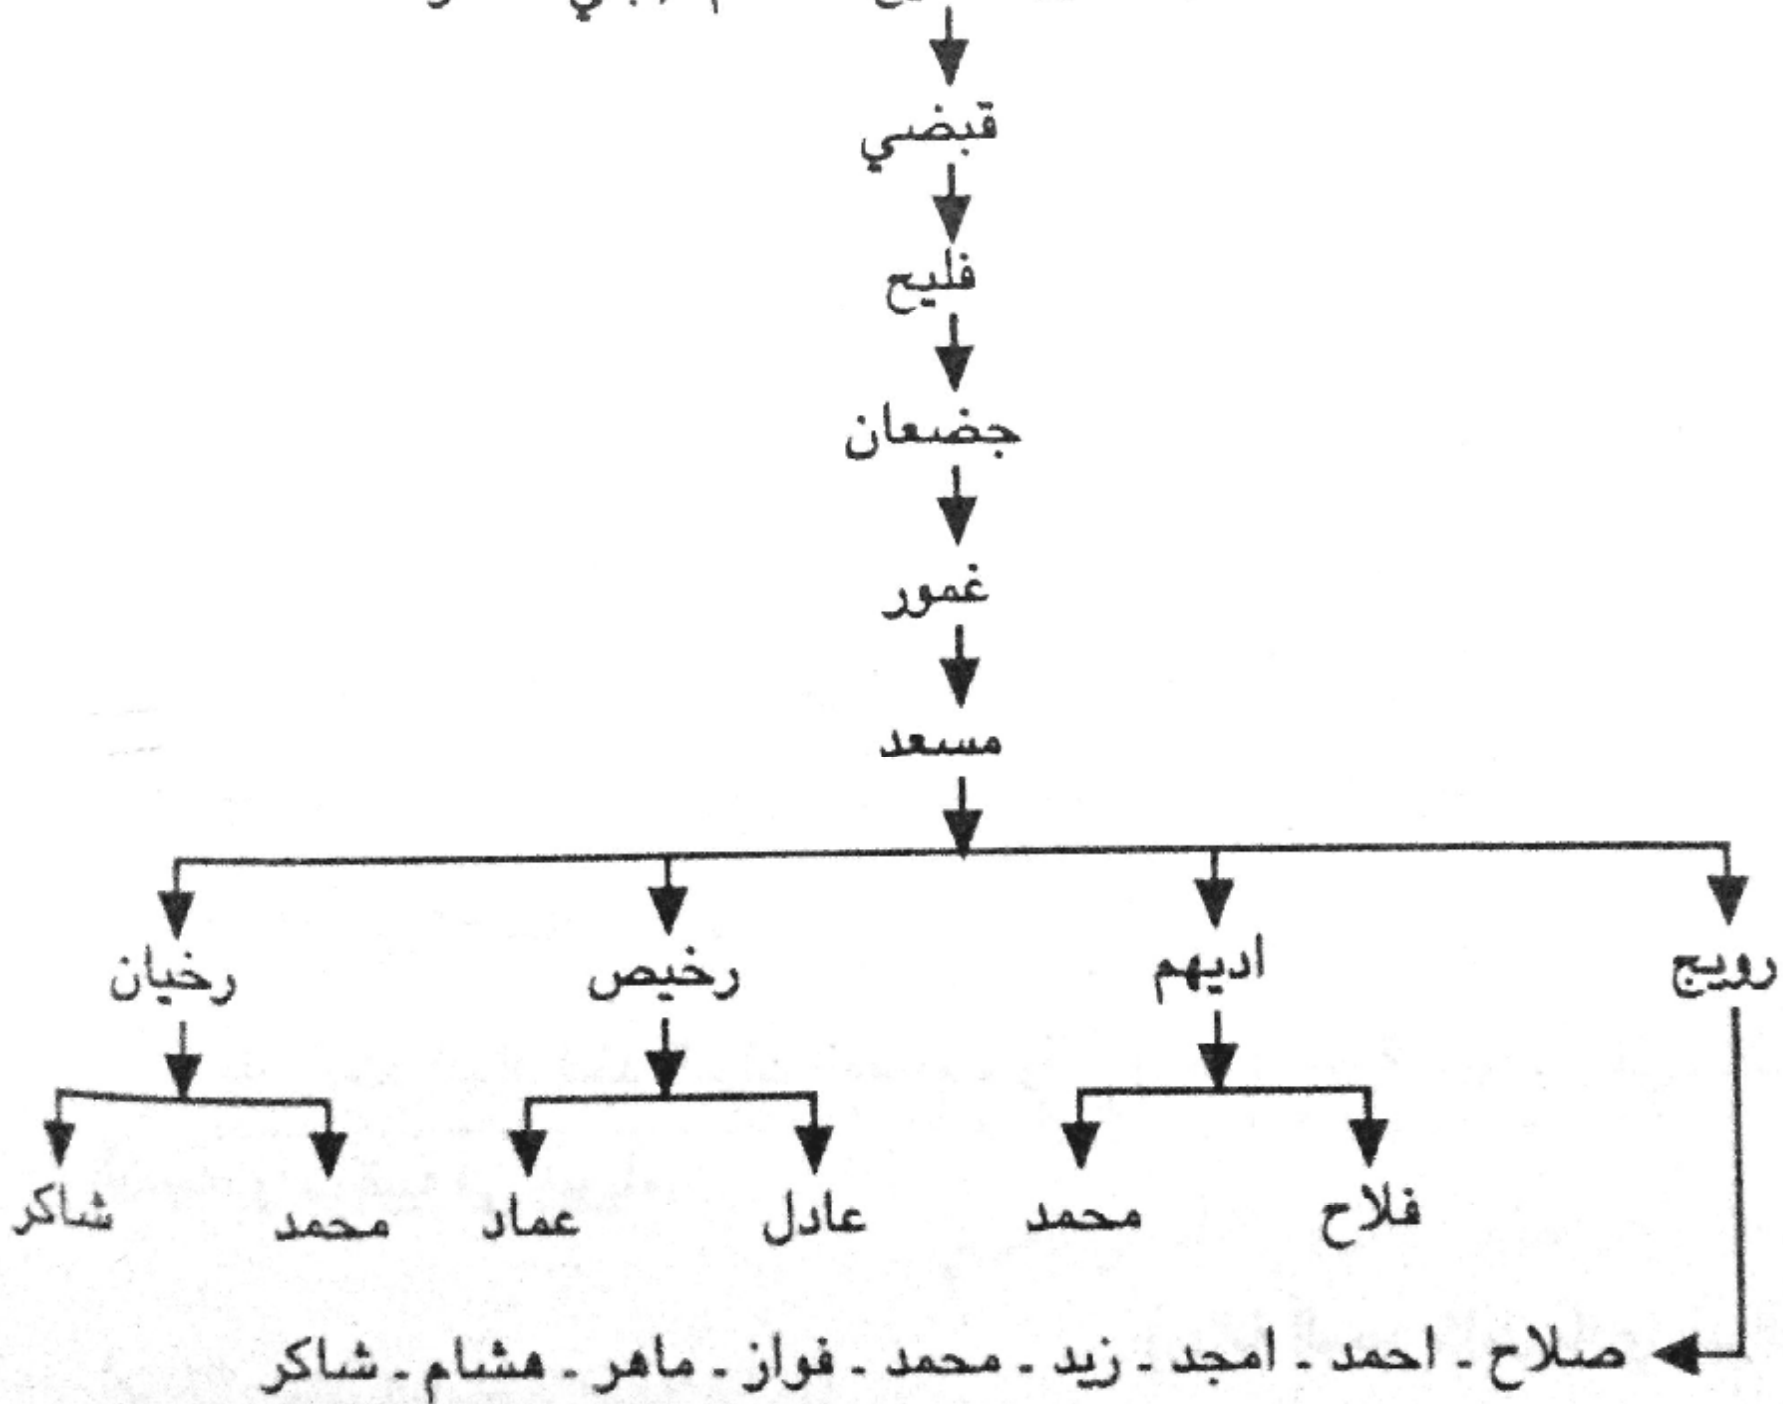 قبضي
فليح
جضعان
غمور
مسعد
رويج اديهم رخيص رخيان
فلاح محمد عادل عماد محمد شاكر
صلاح - احمد - امجد - زيد - محمد - فواز - ماهر - هشام - شاكر